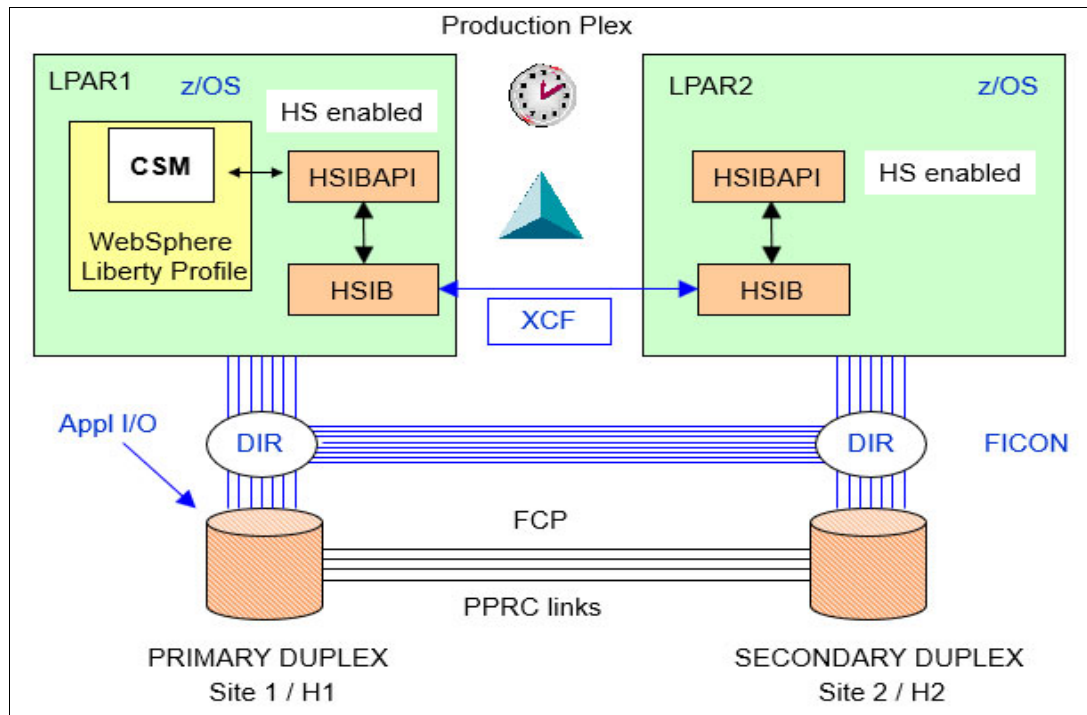 Production Plex
LPAR1
z/OS
HS enabled
CSM
HSIBAPI
WebSphere
Liberty Profile
HSIB
XCF
LPAR2
z/OS
HSIBAPI
HS enabled
HSIB
Appl I/O
DIR
DIR
FICON
FCP
PPRC links
PRIMARY DUPLEX
Site 1 / H1
SECONDARY DUPLEX
Site 2 / H2